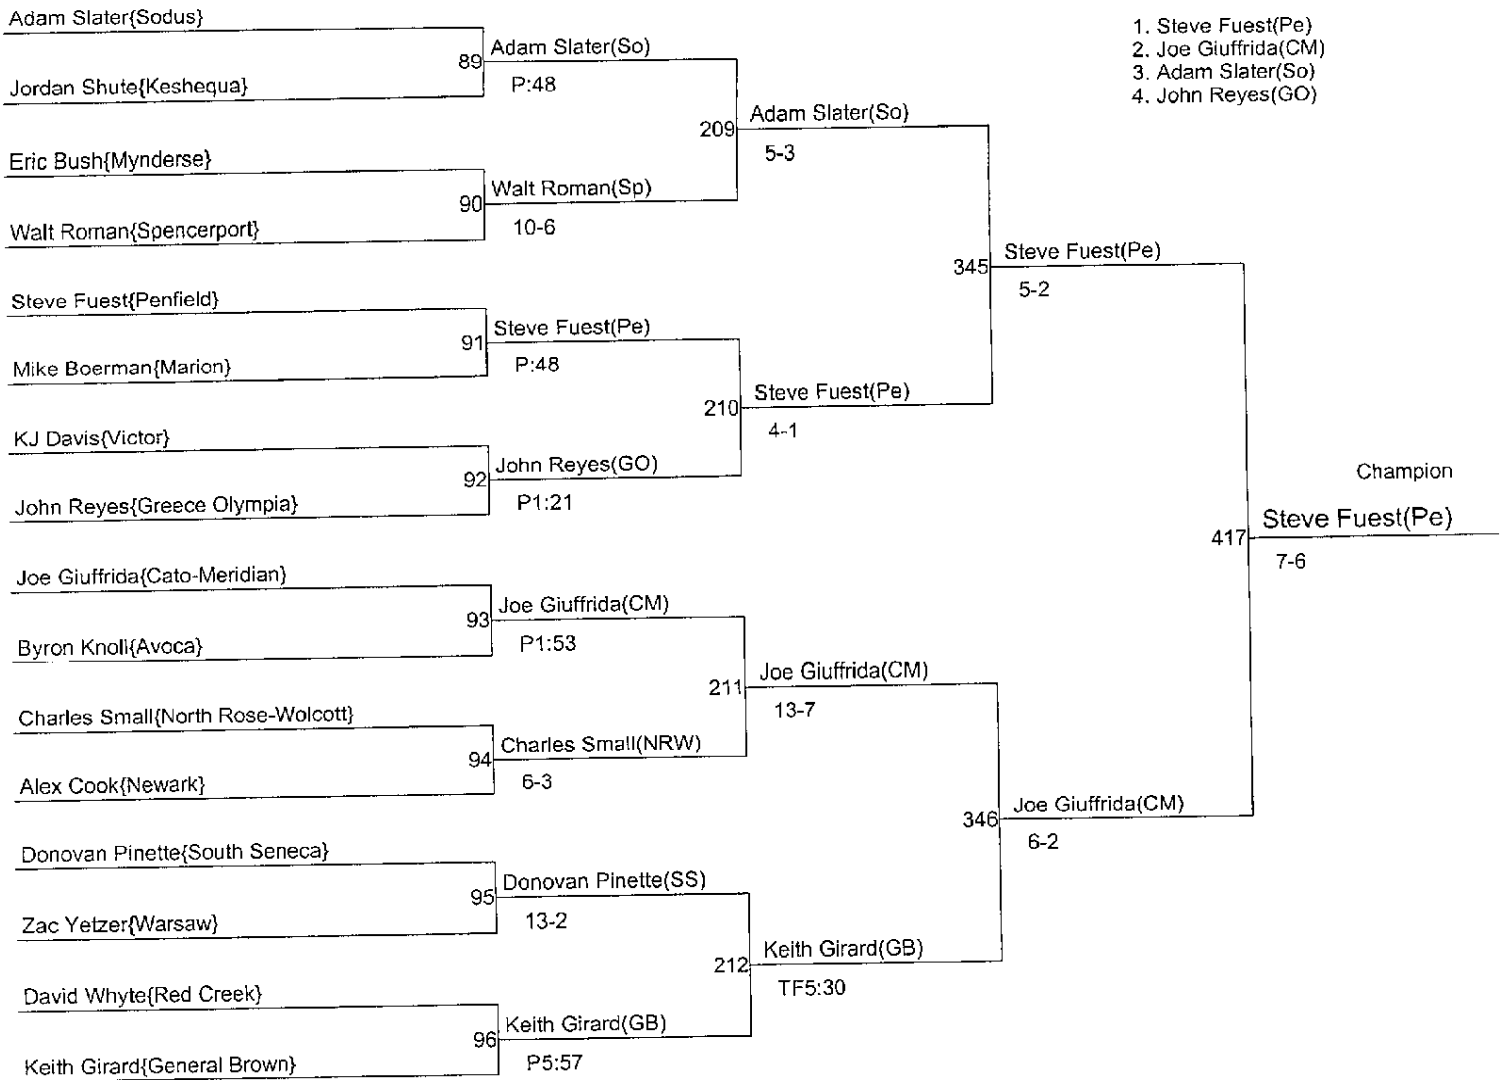 Adam Slater{Sodus}
Jordan Shute{Keshequa}
Eric Bush{Mynderse}
Walt Roman{Spencerport}
Steve Fuest{Penfield}
Mike Boerman{Marion}
KJ Davis{Victor}
John Reyes{Greece Olympia}
Joe Giuffrida{Cato-Meridian}
Byron Knoll{Avoca}
Charles Small{North Rose-Wolcott}
Alex Cook{Newark}
Donovan Pinette{South Seneca}
Zac Yetzer{Warsaw}
David Whyte{Red Creek}
Keith Girard{General Brown}
89 Adam Slater(So)
P:48
90 Walt Roman(Sp)
10-6
91 Steve Fuest(Pe)
P:48
92 John Reyes(GO)
P1:21
93 Joe Giuffrida(CM)
P1:53
94 Charles Small(NRW)
6-3
95 Donovan Pinette(SS)
13-2
96 Keith Girard(GB)
P5:57
209 Adam Slater(So)
5-3
210 Steve Fuest(Pe)
4-1
211 Joe Giuffrida(CM)
13-7
212 Keith Girard(GB)
TF5:30
345 Steve Fuest(Pe)
5-2
346 Joe Giuffrida(CM)
6-2
Champion
417 Steve Fuest(Pe)
7-6
1. Steve Fuest(Pe)
2. Joe Giuffrida(CM)
3. Adam Slater(So)
4. John Reyes(GO)